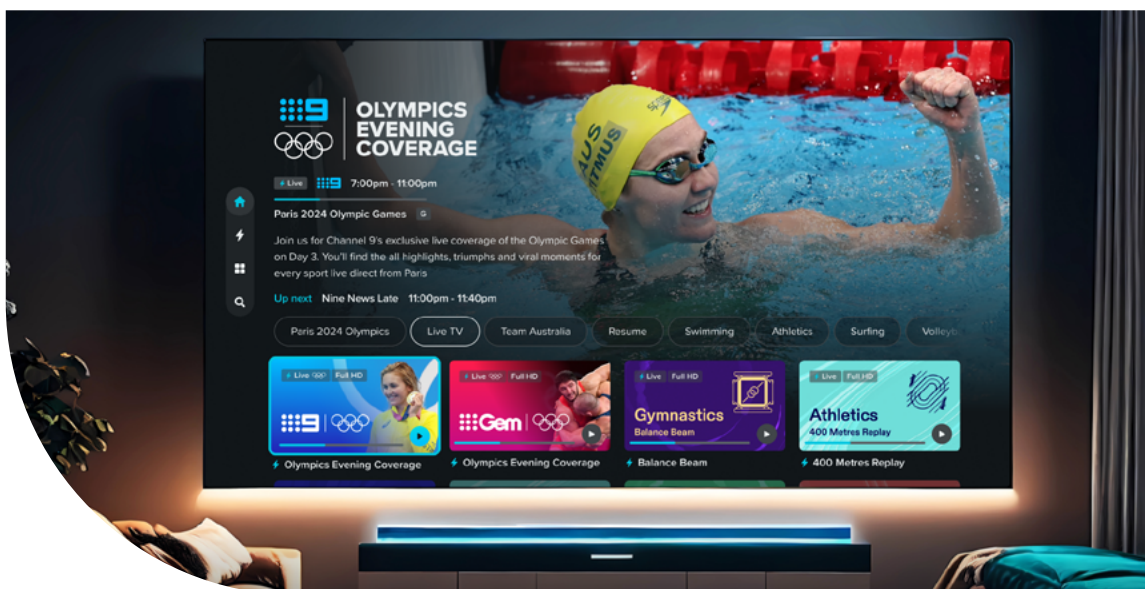 9
OLYMPICS
EVENING
COVERAGE
Live 9 7:00pm - 11:00pm
Paris 2024 Olympic Games G
Join us for Channel 9's exclusive live coverage of the Olympic Games
on Day 3. You'll find the all highlights, triumphs and viral moments for
every sport live direct from Paris
Up next Nine News Late 11:00pm - 11:40pm
Paris 2024 Olympics Live TV Team Australia Resume Swimming Athletics Surfing
speedo
AUS
TITMUS
Live Full HD
9
Olympics Evening Coverage
Live Full HD
Gem
Olympics Evening Coverage
Live Full HD
Gymnastics
Balance Beam
Balance Beam
Live Full HD
Athletics
400 Metres Replay
400 Metres Replay